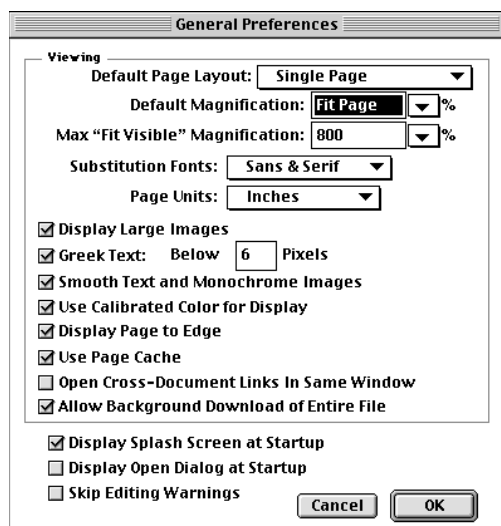 General Preferences
Viewing
Default Page Layout: Single Page
Default Magnification: Fit Page %
Max “Fit Visible” Magnification: 800 %
Substitution Fonts: Sans & Serif
Page Units: Inches
Display Large Images
Greek Text: Below 6 Pixels
Smooth Text and Monochrome Images
Use Calibrated Color for Display
Display Page to Edge
Use Page Cache
Open Cross-Document Links In Same Window
Allow Background Download of Entire File
Display Splash Screen at Startup
Display Open Dialog at Startup
Skip Editing Warnings
Cancel OK